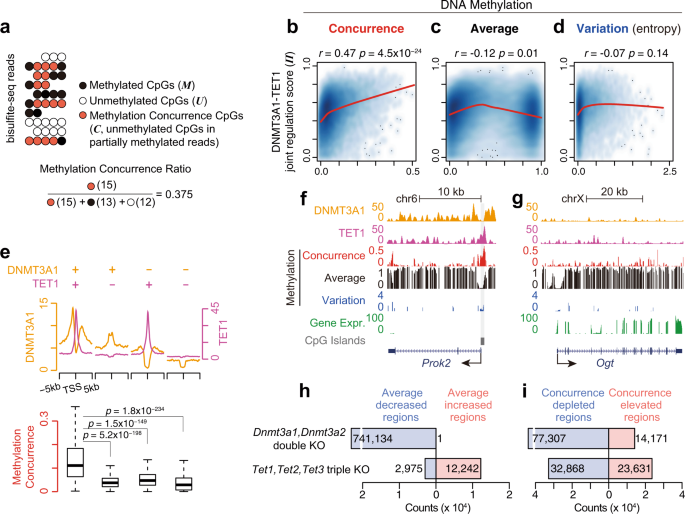 DNA Methylation
a
bisulfite-seq reads
Methylated CpGs (M)
Unmethylated CpGs (U)
Methylation Concurrence CpGs
(C, unmethylated CpGs in
partially methylated reads)
Methylation Concurrence Ratio
(15)
(15) + (13) + (12)
= 0.375
b
Concurrence
r = 0.47 p = 4.5x10⁻²⁴
DNMT3A1-TET1
joint regulation score (H)
1.0
0.0
0.0
0.5
c
Average
r = -0.12 p = 0.01
1.0
0.0
0.0
1.0
d
Variation (entropy)
r = -0.07 p = 0.14
1.0
0.0
0.0
2.5
e
DNMT3A1 + + − −
TET1 + − + −
DNMT3A1
15
0
45
0
TET1
−5kb TSS 5kb
Methylation
Concurrence
0.3
0
p = 1.8x10⁻²³⁴
p = 1.5x10⁻¹⁴⁹
p = 5.2x10⁻¹⁹⁸
f
chr6 10 kb
DNMT3A1 50 0
TET1 50 0
Methylation
Concurrence 0.5 0
Average 1 0
Variation 4 0
Gene Expr. 100 0
CpG Islands
Prok2
g
chrX 20 kb
50
0
50
0
0.5
0
1
0
4
0
100
0
Ogt
h
Average
decreased
regions
Average
increased
regions
Dnmt3a1,Dnmt3a2
double KO
741,134
1
Tet1,Tet2,Tet3 triple KO
2,975
12,242
2 1 0 1 2
Counts (x 10⁴)
i
Concurrence
depleted
regions
Concurrence
elevated
regions
77,307
14,171
32,868
23,631
4 2 0 2 4
Counts (x 10⁴)